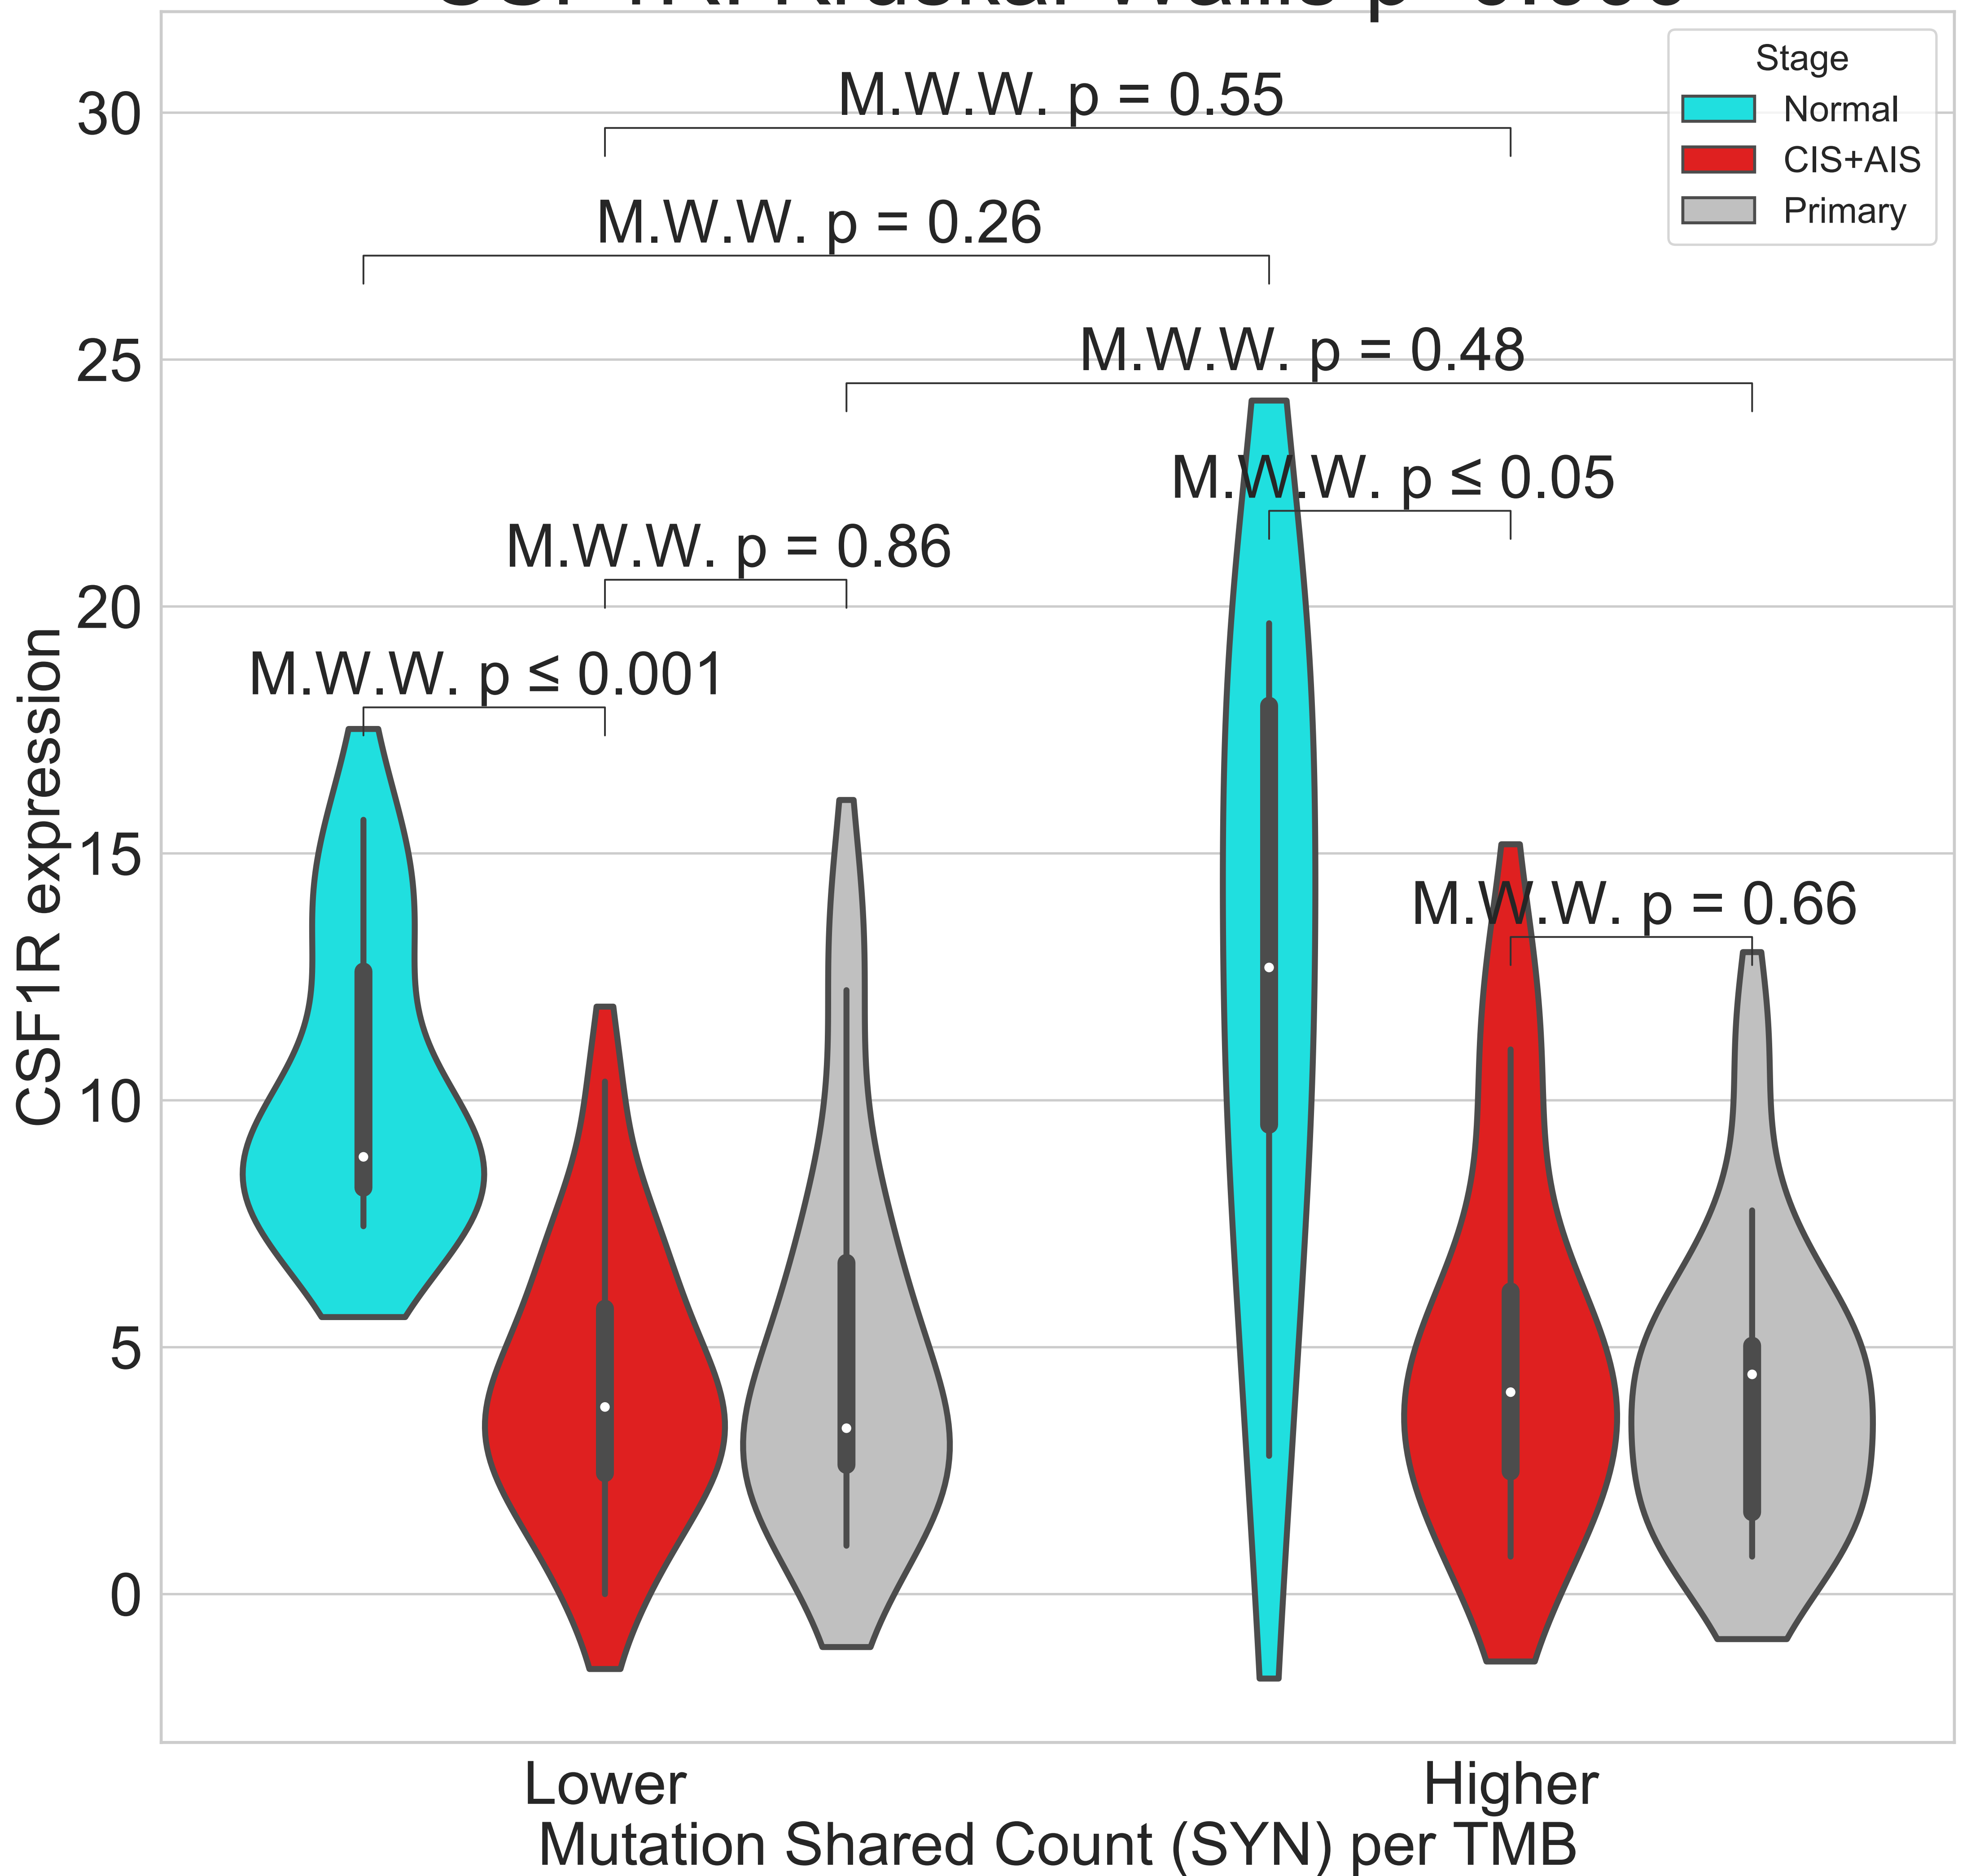 Stage
Normal
CIS+AIS
Primary
M.W.W. p = 0.55
M.W.W. p = 0.26
M.W.W. p = 0.48
M.W.W. p ≤ 0.05
M.W.W. p = 0.86
M.W.W. p ≤ 0.001
M.W.W. p = 0.66
30
25
20
15
10
5
0
CSF1R expression
Lower
Higher
Mutation Shared Count (SYN) per TMB